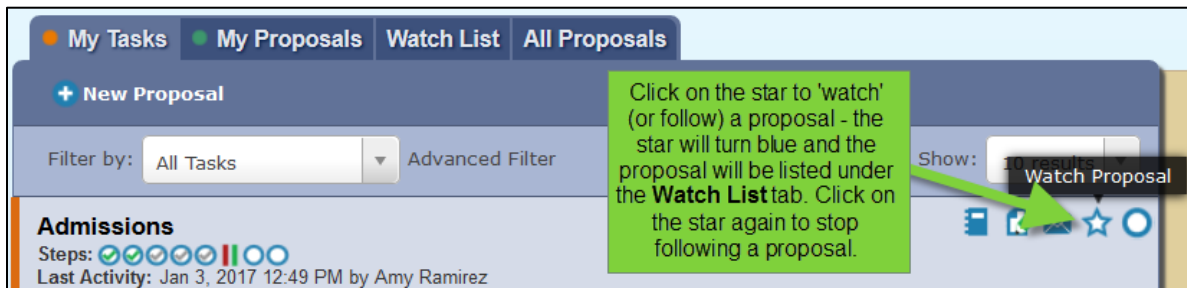 My Tasks My Proposals Watch List All Proposals
New Proposal
Filter by: All Tasks Advanced Filter Show: 10 results
Click on the star to 'watch'
(or follow) a proposal - the
star will turn blue and the
proposal will be listed under
the Watch List tab. Click on
the star again to stop
following a proposal.
Watch Proposal
Admissions
Steps:
Last Activity: Jan 3, 2017 12:49 PM by Amy Ramirez